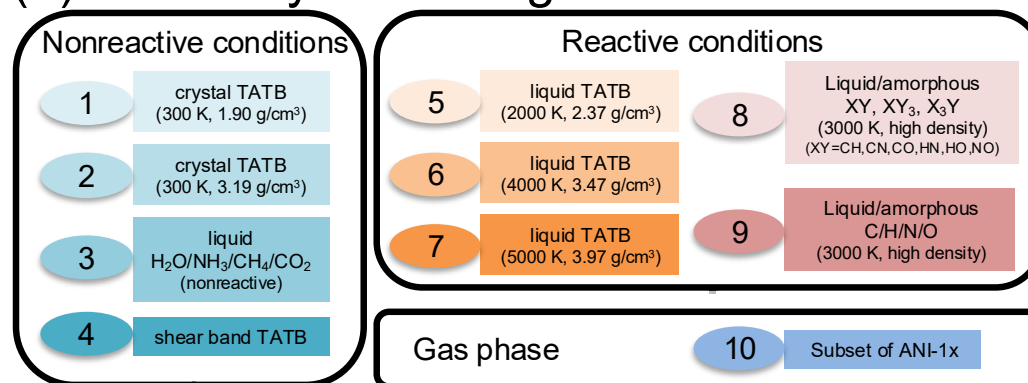 Nonreactive conditions
1
crystal TATB
(300 K, 1.90 g/cm³)
2
crystal TATB
(300 K, 3.19 g/cm³)
3
liquid
H₂O/NH₃/CH₄/CO₂
(nonreactive)
4
shear band TATB
Reactive conditions
5
liquid TATB
(2000 K, 2.37 g/cm³)
6
liquid TATB
(4000 K, 3.47 g/cm³)
7
liquid TATB
(5000 K, 3.97 g/cm³)
8
Liquid/amorphous
XY, XY₃, X₃Y
(3000 K, high density)
(XY=CH,CN,CO,HN,HO,NO)
9
Liquid/amorphous
C/H/N/O
(3000 K, high density)
Gas phase
10
Subset of ANI-1x